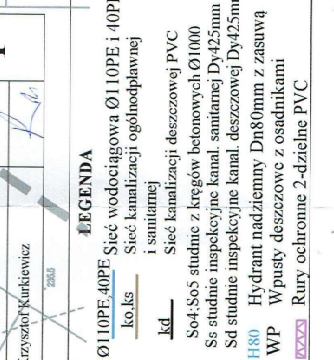 LEGENDA
Ø110PE,40PE Sieć wodociągowa Ø110PE i 40PE
ko,ks Sieć kanalizacji ogólnodpławnej
i sanitarnej
kd Sieć kanalizacji deszczowej PVC
So4;So5 studnie z kręgów betonowych Ø1000
Ss studnie inspekcyjne kanal. sanitarnej Dy425mm
Sd studnie inspekcyjne kanal. deszczowej Dy425mm
H80 Hydrant nadziemny Dn80mm z zasuwą
WP Wpusty deszczowe z osadnikami
Rury ochronne 2-dzielne PVC
Krzysztof Kurkiewicz